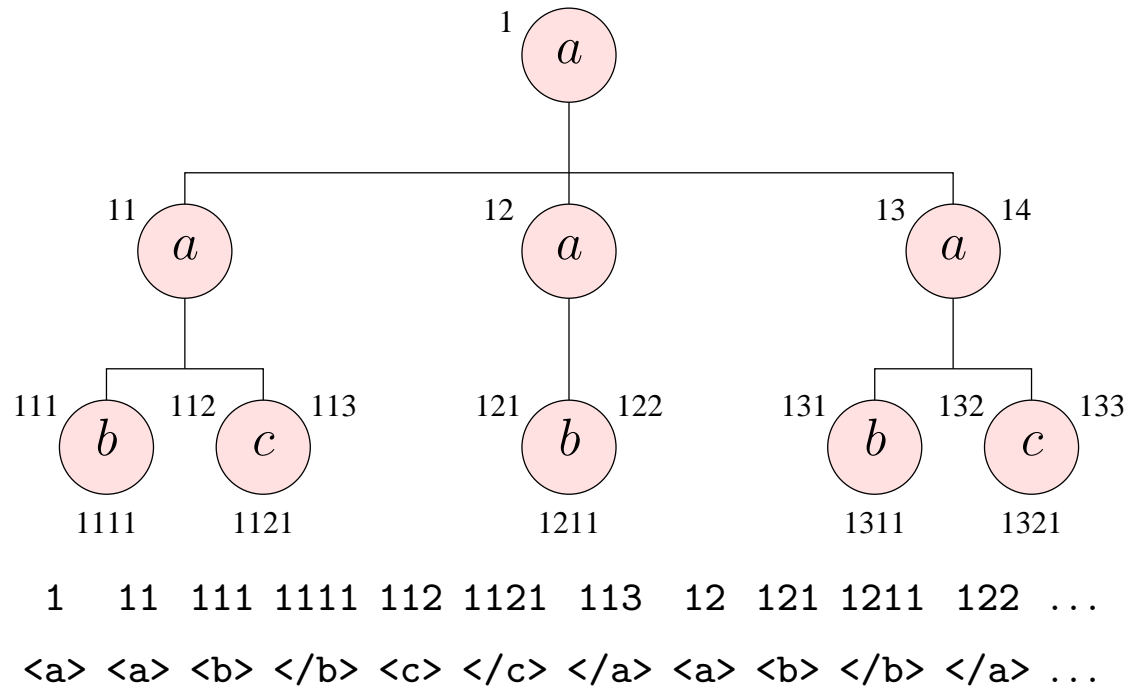 1
a
11 12 13 14
a a a
111 112 113 121 122 131 132 133
b c b b c
1111 1121 1211 1311 1321
1 11 111 1111 112 1121 113 12 121 1211 122 ...
<a> <a> <b> </b> <c> </c> </a> <a> <b> </b> </a> ...